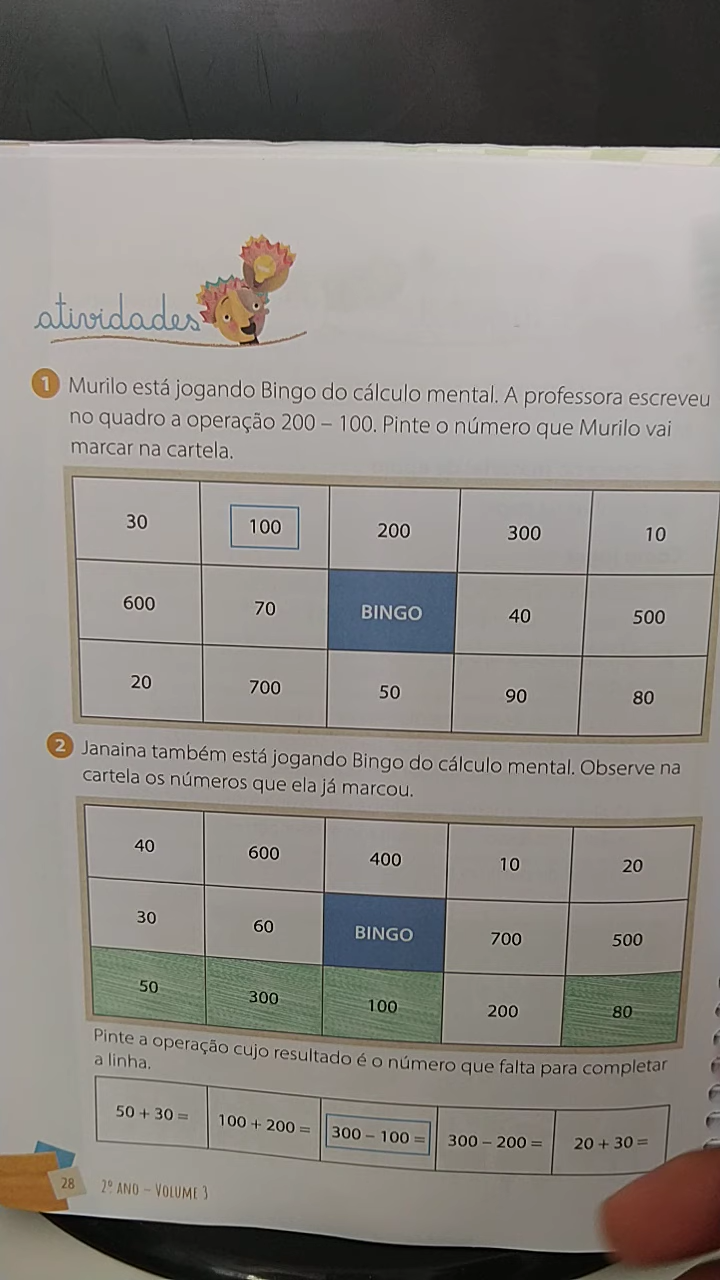 atividades
1 Murilo está jogando Bingo do cálculo mental. A professora escreveu
no quadro a operação 200 – 100. Pinte o número que Murilo vai
marcar na cartela.
30 100 200 300 10
600 70 BINGO 40 500
20 700 50 90 80
2 Janaina também está jogando Bingo do cálculo mental. Observe na
cartela os números que ela já marcou.
40 600 400 10 20
30 60 BINGO 700 500
50 300 100 200 80
Pinte a operação cujo resultado é o número que falta para completar
a linha.
50 + 30 = 100 + 200 = 300 – 100 = 300 – 200 = 20 + 30 =
28 2º ANO – VOLUME 3